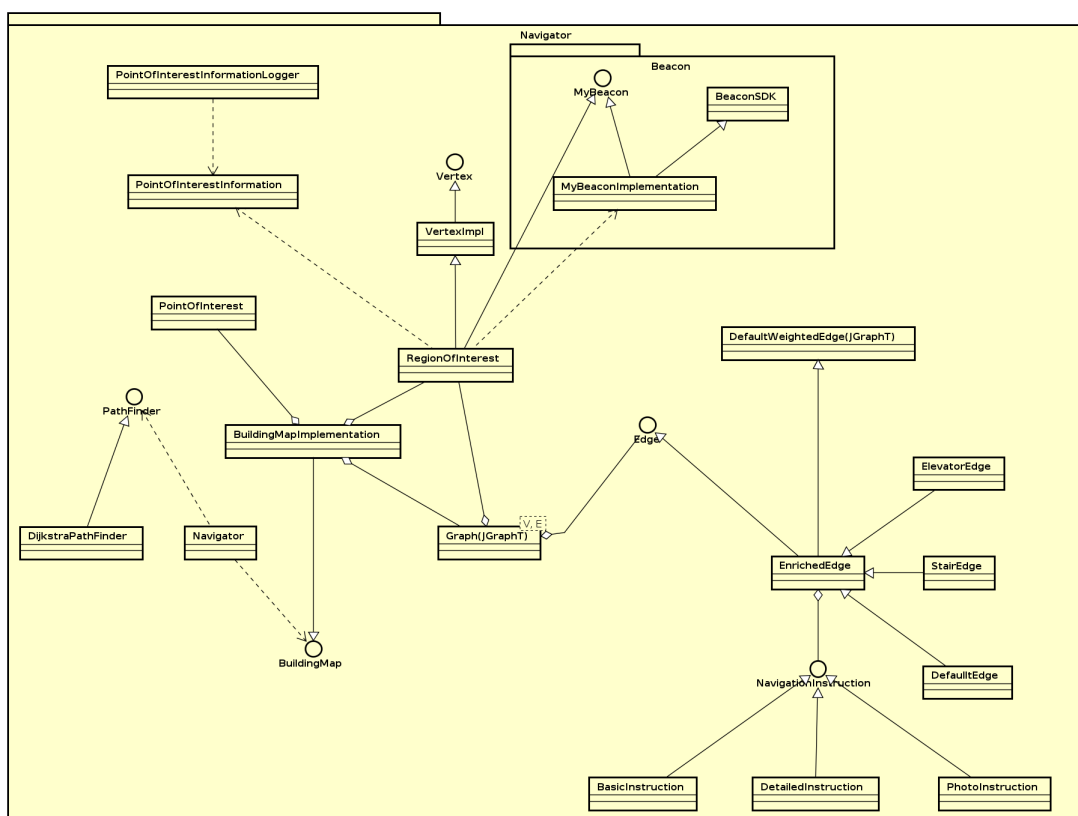 Navigator
Beacon
PointOfInterestInformationLogger
MyBeacon
BeaconSDK
Vertex
PointOfInterestInformation
MyBeaconImplementation
VertexImpl
PointOfInterest
RegionOfInterest
DefaultWeightedEdge(JGraphT)
PathFinder
BuildingMapImplementation
Edge
ElevatorEdge
V, E
DijkstraPathFinder
Navigator
Graph(JGraphT)
EnrichedEdge
StairEdge
BuildingMap
NavigationInstruction
DefaulltEdge
BasicInstruction
DetailedInstruction
PhotoInstruction